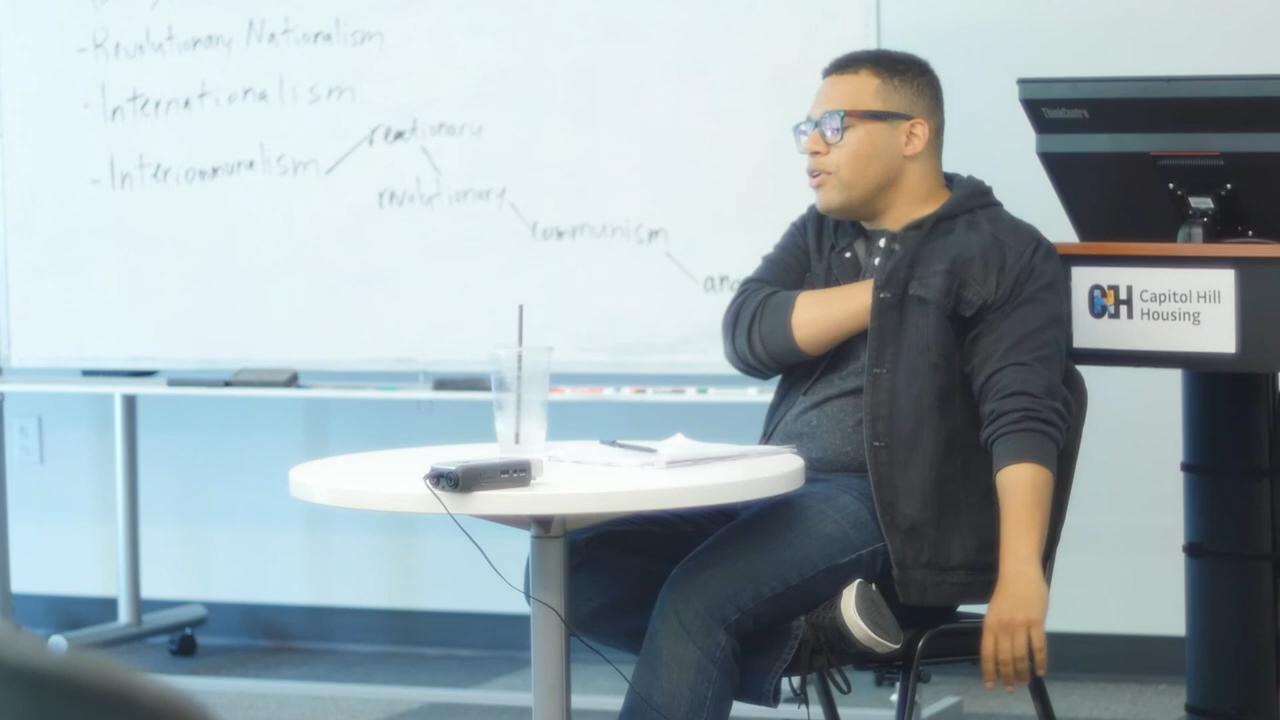 -Revolutionary Nationalism
-Internationalism
-Intercommunalism
reactionary
revolutionary
communism
ThinkCentre
CHH Capitol Hill
Housing